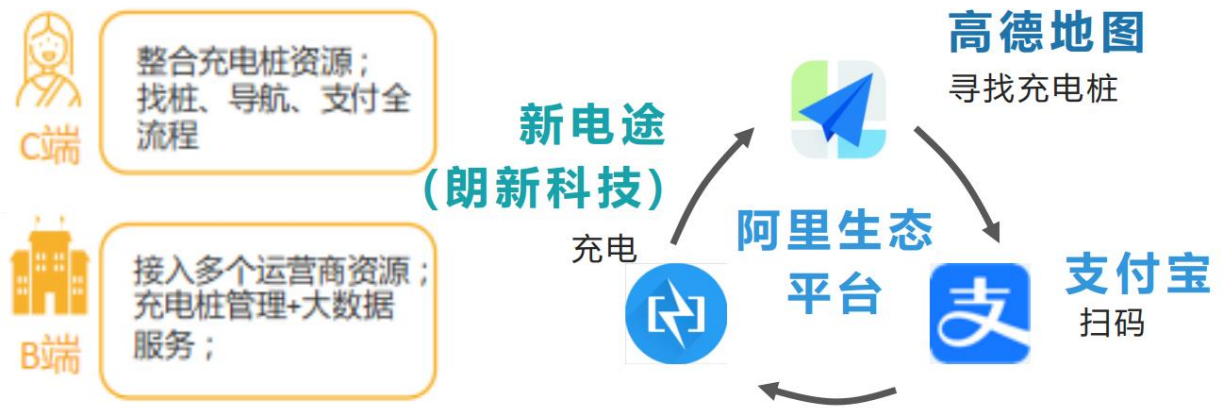 整合充电桩资源；
找桩、导航、支付全
流程
C端
接入多个运营商资源；
充电桩管理+大数据
服务；
B端
高德地图
寻找充电桩
新电途
(朗新科技)
充电
阿里生态
平台
支付宝
扫码
支